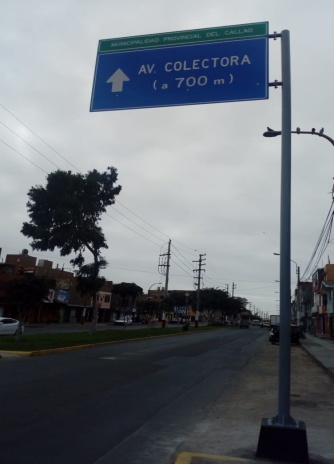 MUNICIPALIDAD PROVINCIAL DEL CALLAO
AV. COLECTORA
(a 700 m)